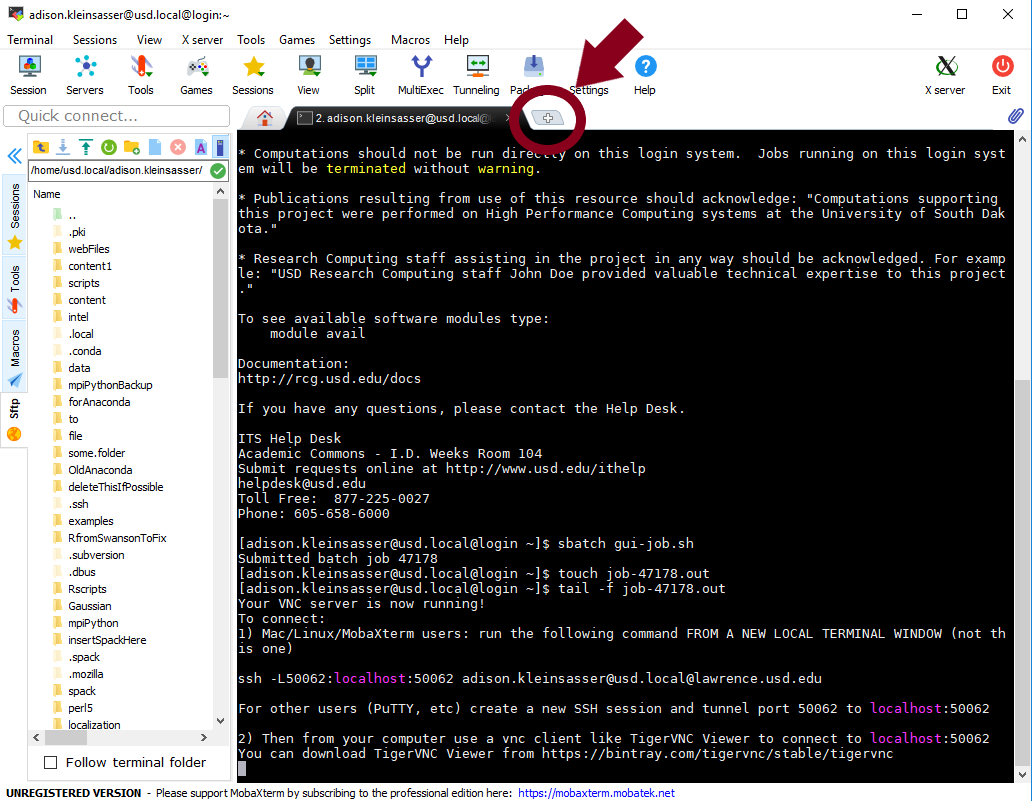 adison.kleinsasser@usd.local@login:~
Terminal Sessions View X server Tools Games Settings Macros Help
Session Servers Tools Games Sessions View Split MultiExec Tunneling Settings Help X server Exit
Quick connect...
2. adison.kleinsasser@usd.local@
/home/usd.local/adison.kleinsasser/
Sessions
Tools
Macros
Sftp
Name
..
.pki
webFiles
content1
scripts
content
intel
.local
.conda
data
mpiPythonBackup
forAnaconda
to
file
some.folder
OldAnaconda
deleteThisIfPossible
.ssh
examples
RfromSwansonToFix
.subversion
.dbus
Rscripts
Gaussian
mpiPython
insertSpackHere
.spack
.mozilla
spack
perl5
localization
Follow terminal folder
* Computations should not be run directly on this login system.  Jobs running on this login syst
em will be terminated without warning.
* Publications resulting from use of this resource should acknowledge: "Computations supporting
this project were performed on High Performance Computing systems at the University of South Dak
ota."
* Research Computing staff assisting in the project in any way should be acknowledged. For examp
le: "USD Research Computing staff John Doe provided valuable technical expertise to this project
."
To see available software modules type:
module avail
Documentation:
http://rcg.usd.edu/docs
If you have any questions, please contact the Help Desk.
ITS Help Desk
Academic Commons - I.D. Weeks Room 104
Submit requests online at http://www.usd.edu/ithelp
helpdesk@usd.edu
Toll Free:  877-225-0027
Phone: 605-658-6000
[adison.kleinsasser@usd.local@login ~]$ sbatch gui-job.sh
Submitted batch job 47178
[adison.kleinsasser@usd.local@login ~]$ touch job-47178.out
[adison.kleinsasser@usd.local@login ~]$ tail -f job-47178.out
Your VNC server is now running!
To connect:
1) Mac/Linux/MobaXterm users: run the following command FROM A NEW LOCAL TERMINAL WINDOW (not th
is one)
ssh -L50062:localhost:50062 adison.kleinsasser@usd.local@lawrence.usd.edu
For other users (PuTTY, etc) create a new SSH session and tunnel port 50062 to localhost:50062
2) Then from your computer use a vnc client like TigerVNC Viewer to connect to localhost:50062
You can download TigerVNC Viewer from https://bintray.com/tigervnc/stable/tigervnc
UNREGISTERED VERSION - Please support MobaXterm by subscribing to the professional edition here: https://mobaxterm.mobatek.net